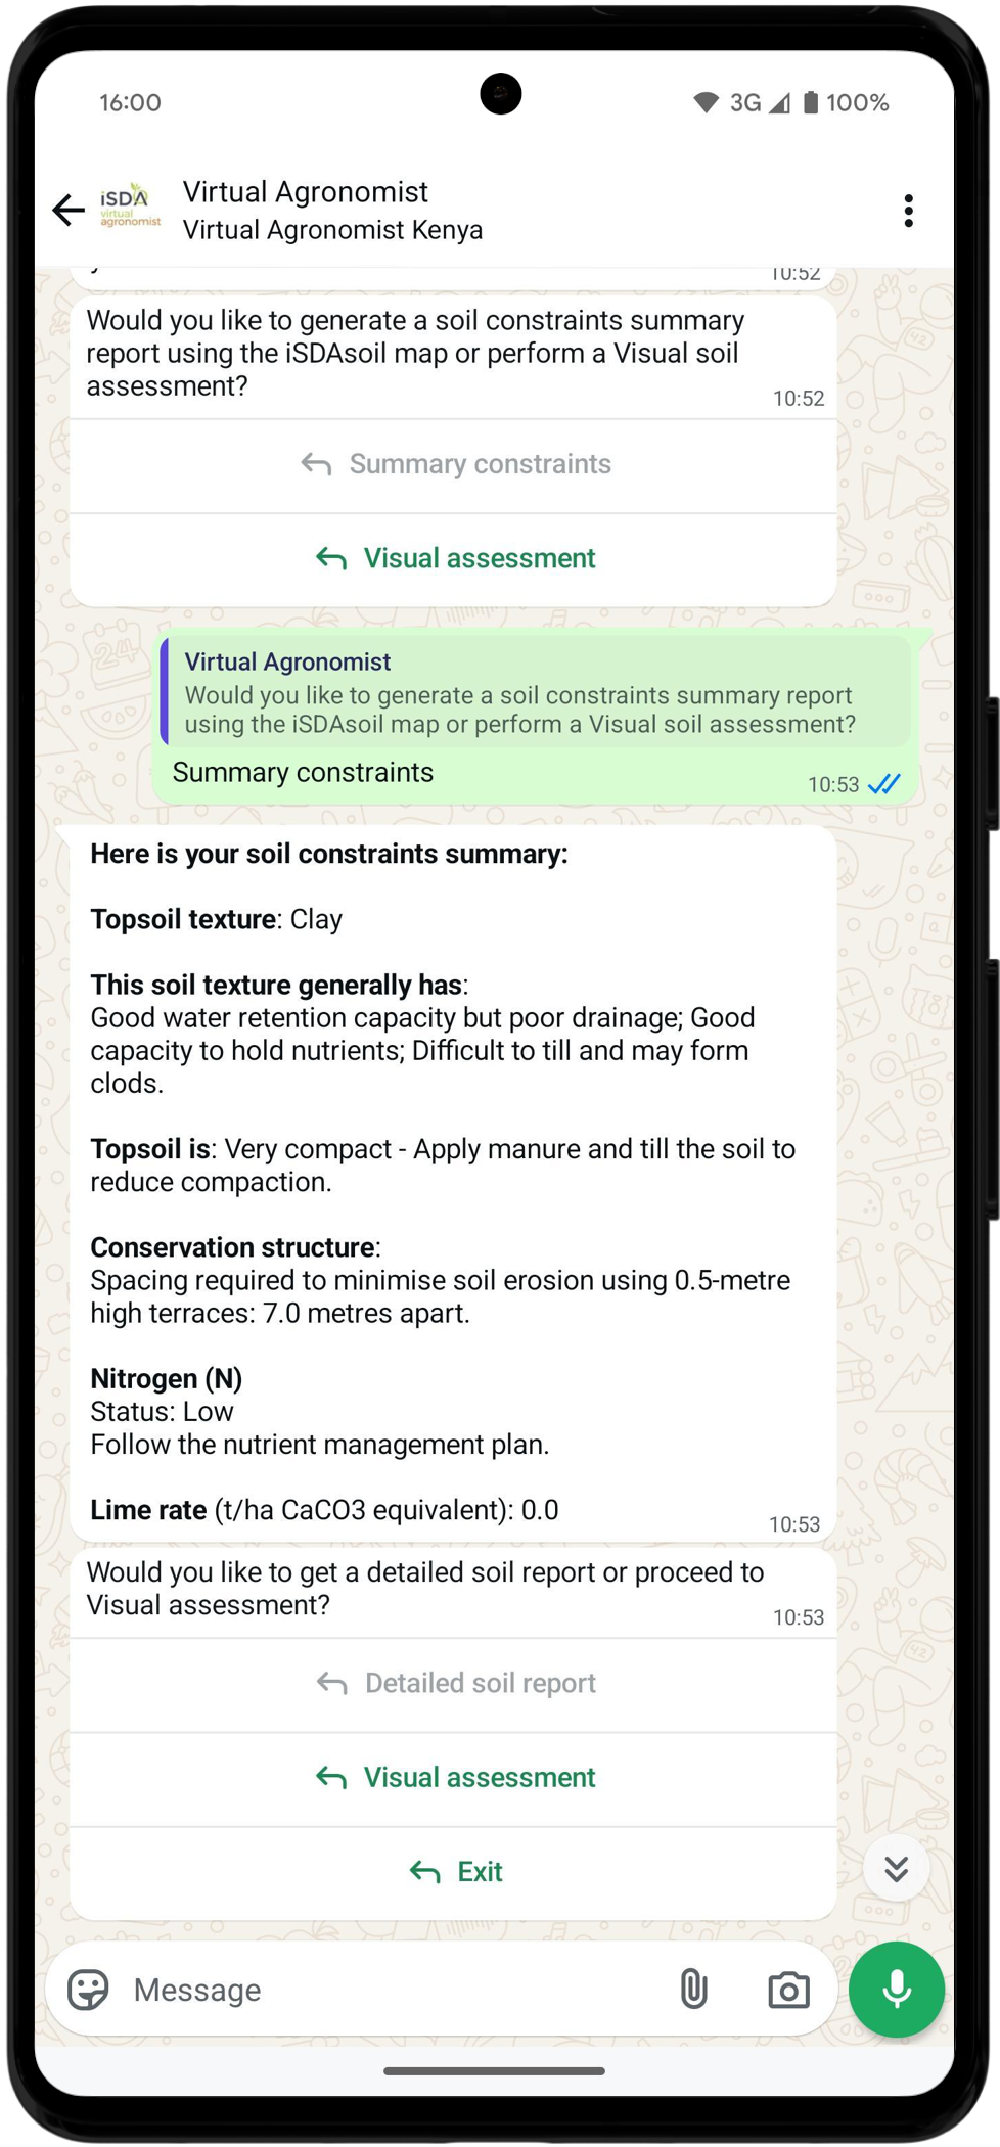 16:00
3G 100%
iSDA
virtual
agronomist
Virtual Agronomist
Virtual Agronomist Kenya
10:52
Would you like to generate a soil constraints summary
report using the iSDAsoil map or perform a Visual soil
assessment?
10:52
Summary constraints
Visual assessment
Virtual Agronomist
Would you like to generate a soil constraints summary report
using the iSDAsoil map or perform a Visual soil assessment?
Summary constraints
10:53
Here is your soil constraints summary:
Topsoil texture: Clay
This soil texture generally has:
Good water retention capacity but poor drainage; Good
capacity to hold nutrients; Difficult to till and may form
clods.
Topsoil is: Very compact - Apply manure and till the soil to
reduce compaction.
Conservation structure:
Spacing required to minimise soil erosion using 0.5-metre
high terraces: 7.0 metres apart.
Nitrogen (N)
Status: Low
Follow the nutrient management plan.
Lime rate (t/ha CaCO3 equivalent): 0.0
10:53
Would you like to get a detailed soil report or proceed to
Visual assessment?
10:53
Detailed soil report
Visual assessment
Exit
Message